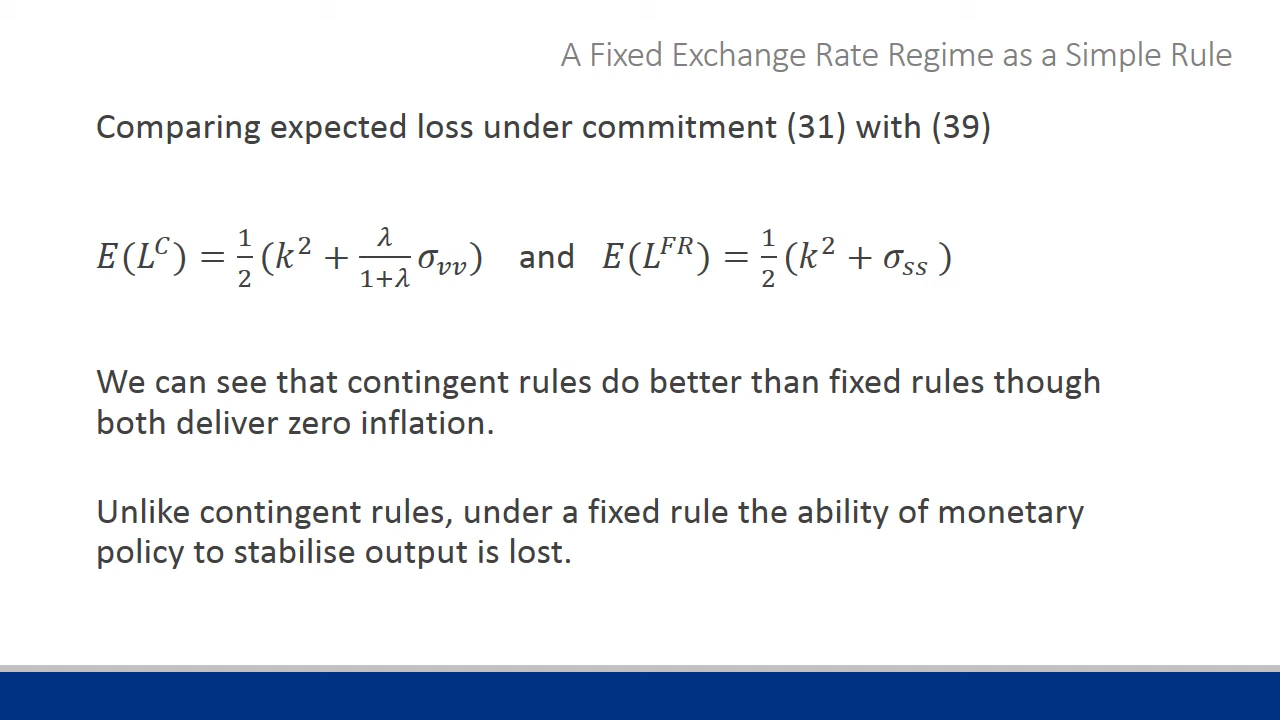 A Fixed Exchange Rate Regime as a Simple Rule
Comparing expected loss under commitment (31) with (39)
𝐸(𝐿^𝐶) = 1/2 (𝑘^2 + 𝜆/(1+𝜆) 𝜎_𝑣𝑣) and 𝐸(𝐿^𝐹𝑅) = 1/2 (𝑘^2 + 𝜎_𝑠𝑠 )
We can see that contingent rules do better than fixed rules though
both deliver zero inflation.
Unlike contingent rules, under a fixed rule the ability of monetary
policy to stabilise output is lost.